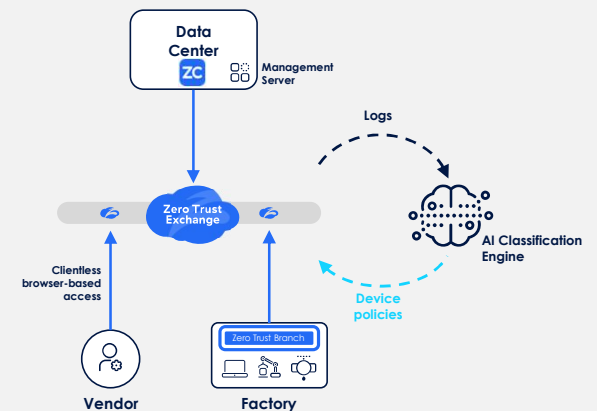 Data
Center
ZC
Management
Server
Logs
Zero Trust
Exchange
AI Classification
Engine
Clientless
browser-based
access
Device
policies
Zero Trust Branch
Vendor
Factory